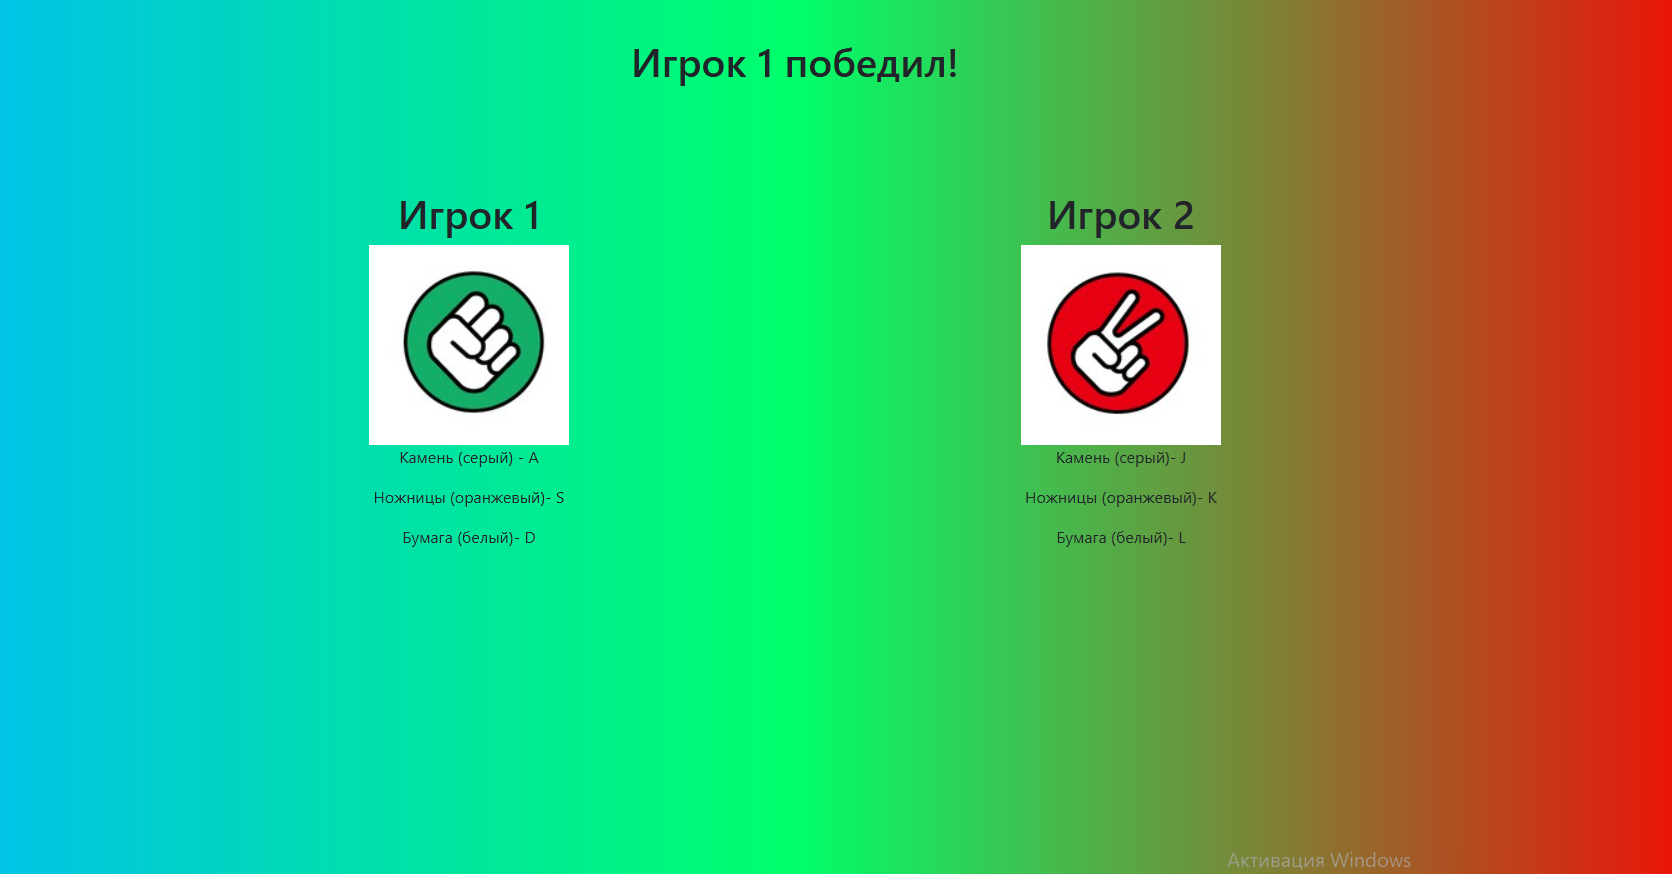 Игрок 1 победил!
Игрок 1
Игрок 2
Камень (серый) - A
Ножницы (оранжевый)- S
Бумага (белый)- D
Камень (серый)- J
Ножницы (оранжевый)- K
Бумага (белый)- L
Активация Windows